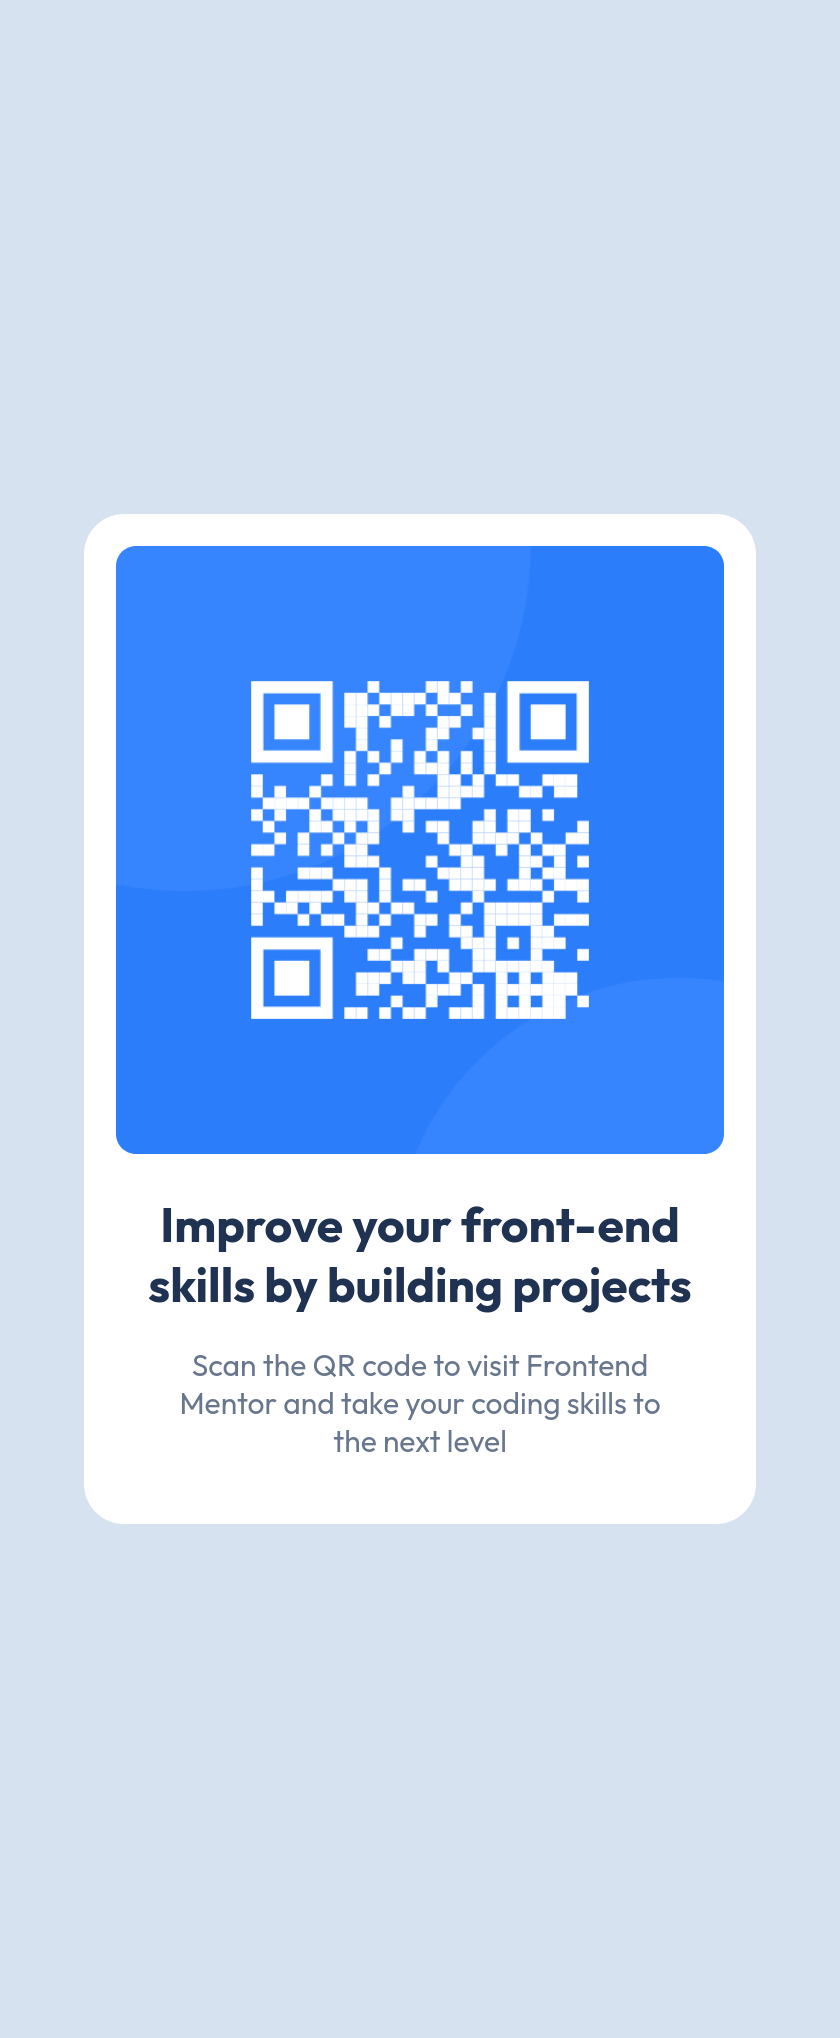 Improve your front-end
skills by building projects
Scan the QR code to visit Frontend
Mentor and take your coding skills to
the next level